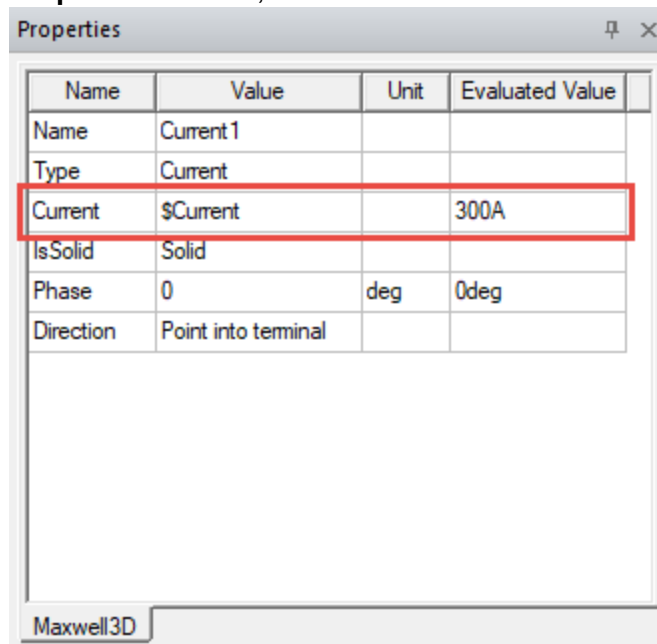 Properties
Name Value Unit Evaluated Value
Name Current1
Type Current
Current $Current 300A
IsSolid Solid
Phase 0 deg 0deg
Direction Point into terminal
Maxwell3D